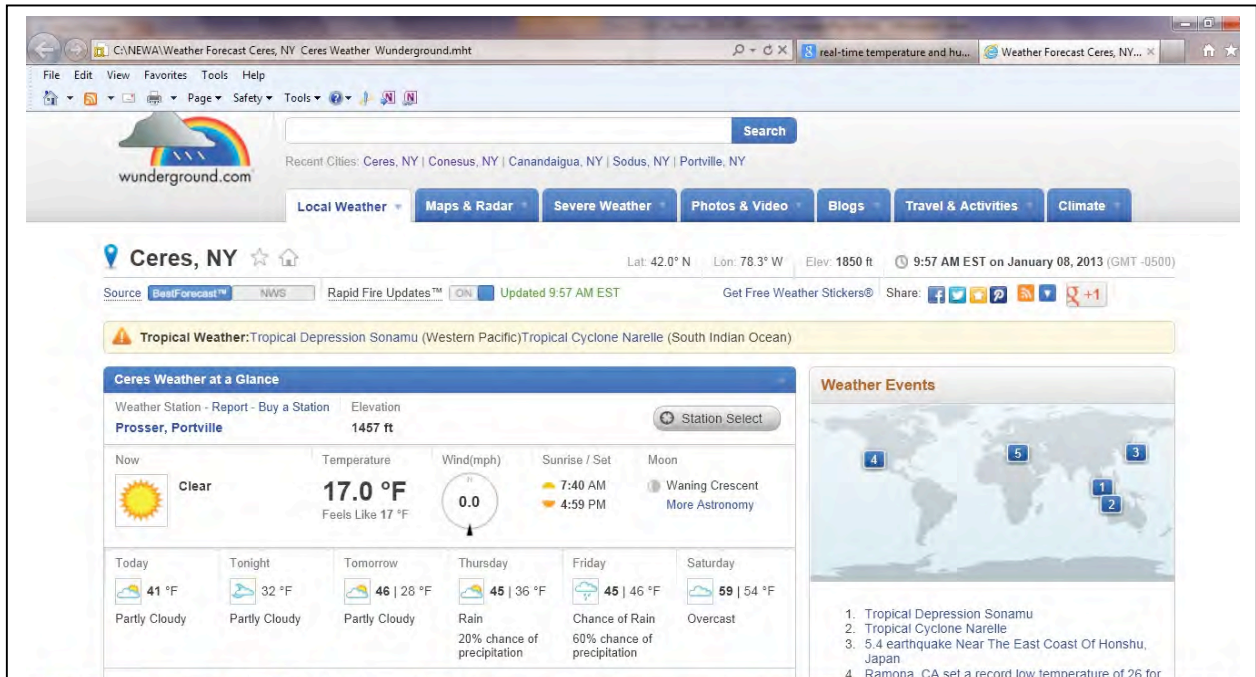 C:\NEWA\Weather Forecast Ceres, NY Ceres Weather Wunderground.mht
real-time temperature and hu...
Weather Forecast Ceres, NY...
File Edit View Favorites Tools Help
Page Safety Tools
Search
Recent Cities: Ceres, NY | Conesus, NY | Canandaigua, NY | Sodus, NY | Portville, NY
wunderground.com
Local Weather Maps & Radar Severe Weather Photos & Video Blogs Travel & Activities Climate
Ceres, NY
Lat: 42.0° N Lon: 78.3° W Elev: 1850 ft 9:57 AM EST on January 08, 2013 (GMT -0500)
Source BestForecast™ NWS Rapid Fire Updates™ ON Updated 9:57 AM EST Get Free Weather Stickers® Share: +1
Tropical Weather:Tropical Depression Sonamu (Western Pacific)Tropical Cyclone Narelle (South Indian Ocean)
Ceres Weather at a Glance
Weather Station - Report - Buy a Station Elevation
Prosser, Portville 1457 ft
Station Select
Now Temperature Wind(mph) Sunrise / Set Moon
Clear
17.0 °F
Feels Like 17 °F
0.0
7:40 AM
4:59 PM
Waning Crescent
More Astronomy
Today Tonight Tomorrow Thursday Friday Saturday
41 °F 32 °F 46 | 28 °F 45 | 36 °F 45 | 46 °F 59 | 54 °F
Partly Cloudy Partly Cloudy Partly Cloudy Rain Chance of Rain Overcast
20% chance of precipitation
60% chance of precipitation
Weather Events
4
5
3
1
2
1. Tropical Depression Sonamu
2. Tropical Cyclone Narelle
3. 5.4 earthquake Near The East Coast Of Honshu,
Japan
4. Ramona, CA set a record low temperature of 26 for